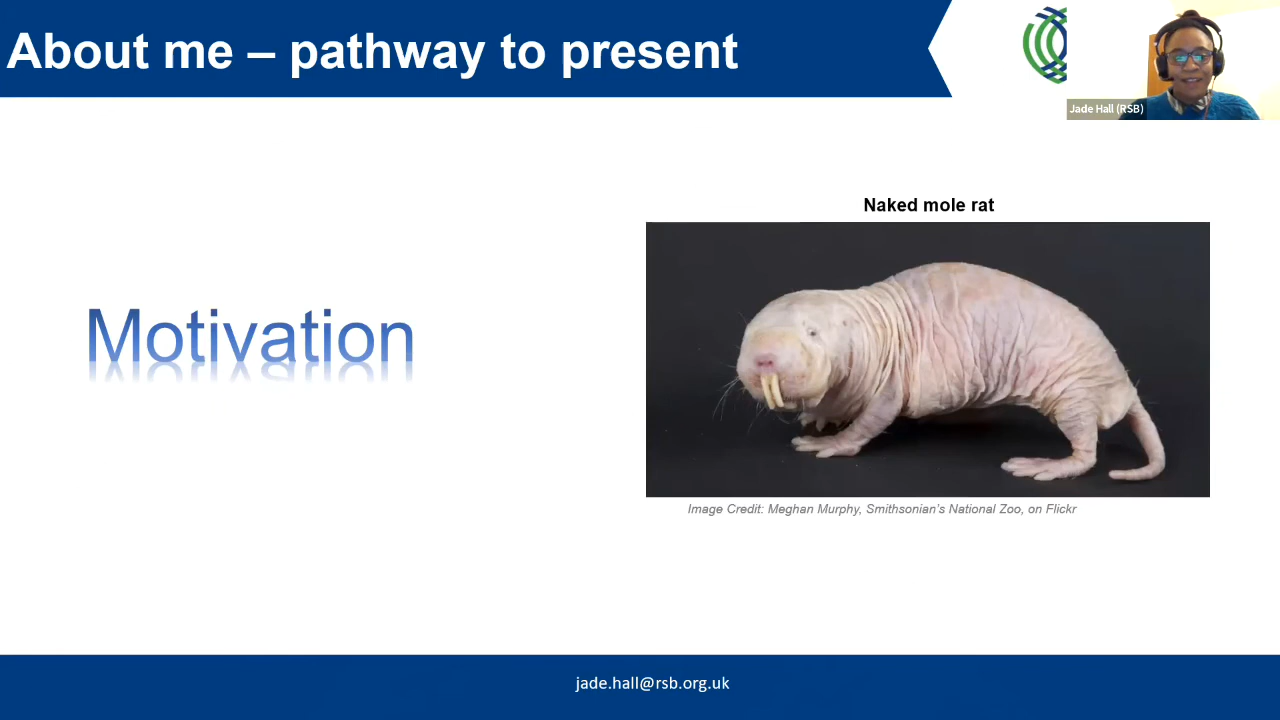 About me – pathway to present
Jade Hall (RSB)
Naked mole rat
Motivation
Image Credit: Meghan Murphy, Smithsonian's National Zoo, on Flickr
jade.hall@rsb.org.uk